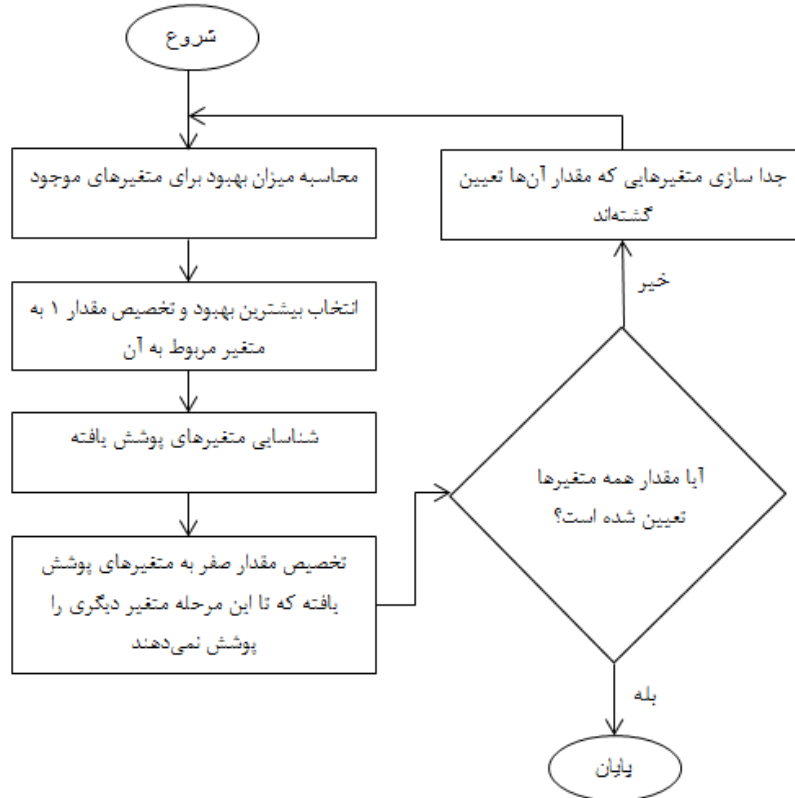 شروع
محاسبه میزان بهبود برای متغیرهای موجود
انتخاب بیشترین بهبود و تخصیص مقدار ۱ به
متغیر مربوط به آن
شناسایی متغیرهای پوشش یافته
تخصیص مقدار صفر به متغیرهای پوشش
یافته که تا این مرحله متغیر دیگری را
پوشش نمی‌دهند
آیا مقدار همه متغیرها
تعیین شده است؟
خیر
جدا سازی متغیرهایی که مقدار آن‌ها تعیین
گشته‌اند
بله
پایان